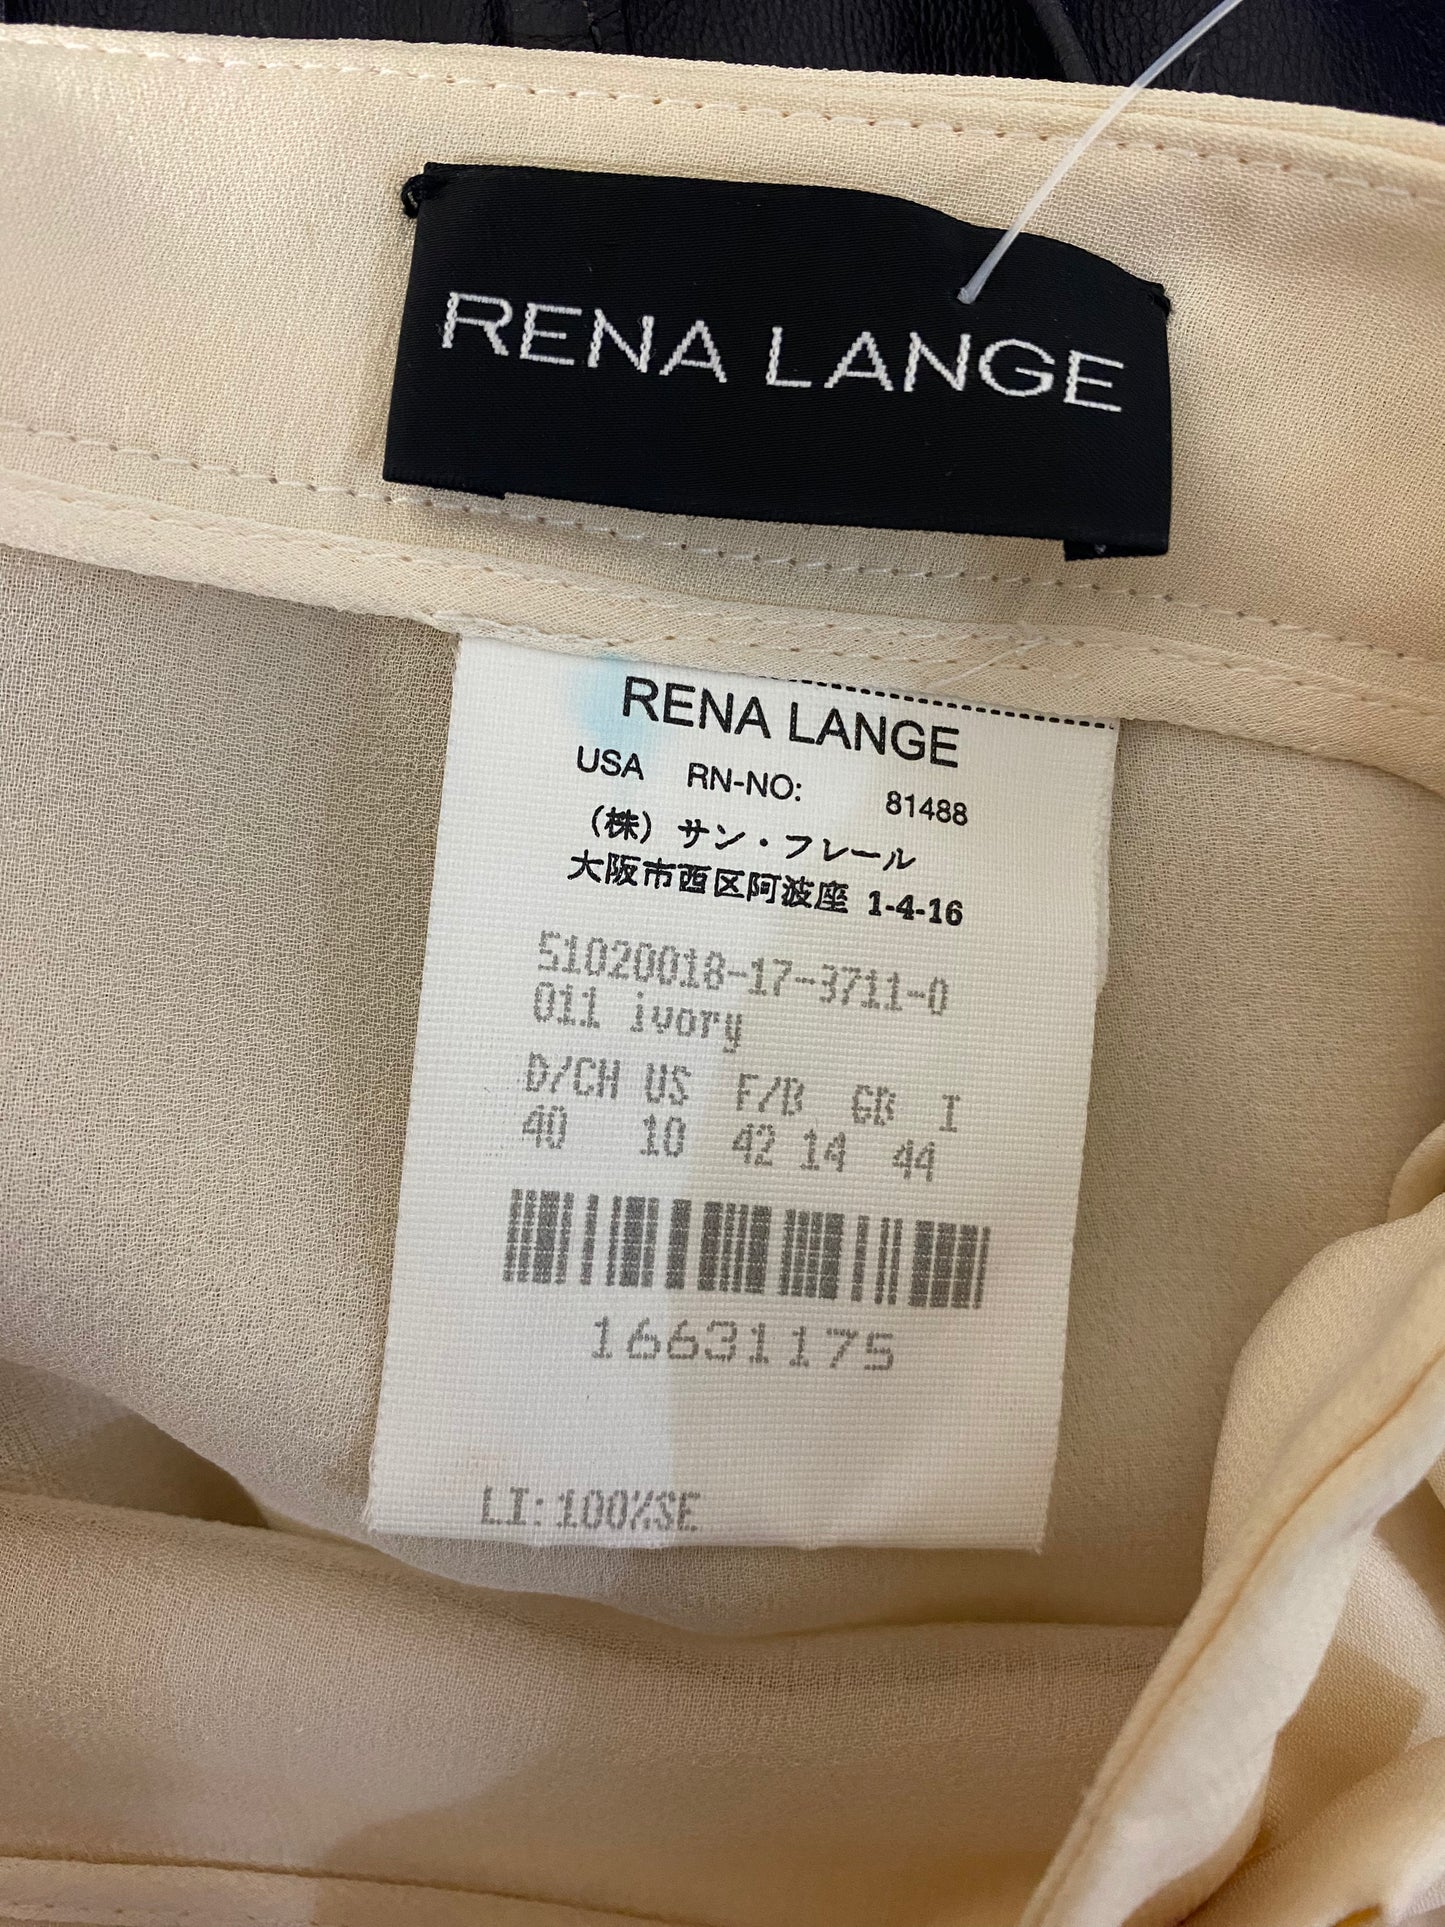 RENA LANGE
RENA LANGE
USA RN-NO: 81488
（株）サン・フレール
大阪市西区阿波座 1-4-16
51020018-17-3711-0
011 ivory
D/CH US F/B GB I
40 10 42 14 44
16631175
LI: 100%SE